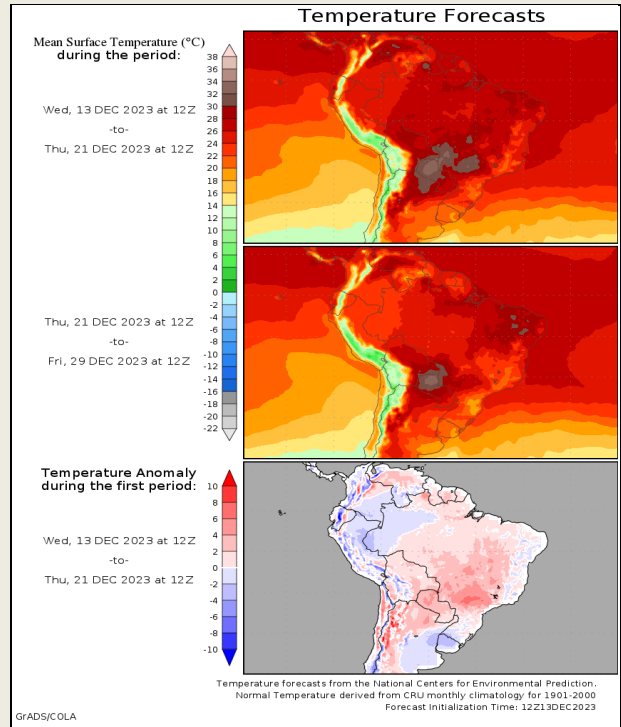 Temperature Forecasts
Mean Surface Temperature (°C)
during the period:
38
36
34
32
30
28
26
24
22
20
18
16
14
12
10
8
6
4
2
0
-2
-4
-6
-8
-10
-12
-14
-16
-18
-20
-22
Wed, 13 DEC 2023 at 12Z
-to-
Thu, 21 DEC 2023 at 12Z
Thu, 21 DEC 2023 at 12Z
-to-
Fri, 29 DEC 2023 at 12Z
Temperature Anomaly
during the first period:
10
8
6
4
2
0
-2
-4
-6
-8
-10
Wed, 13 DEC 2023 at 12Z
-to-
Thu, 21 DEC 2023 at 12Z
Temperature forecasts from the National Centers for Environmental Prediction.
Normal Temperature derived from CRU monthly climatology for 1901-2000
Forecast Initialization Time: 12Z13DEC2023
GrADS/COLA